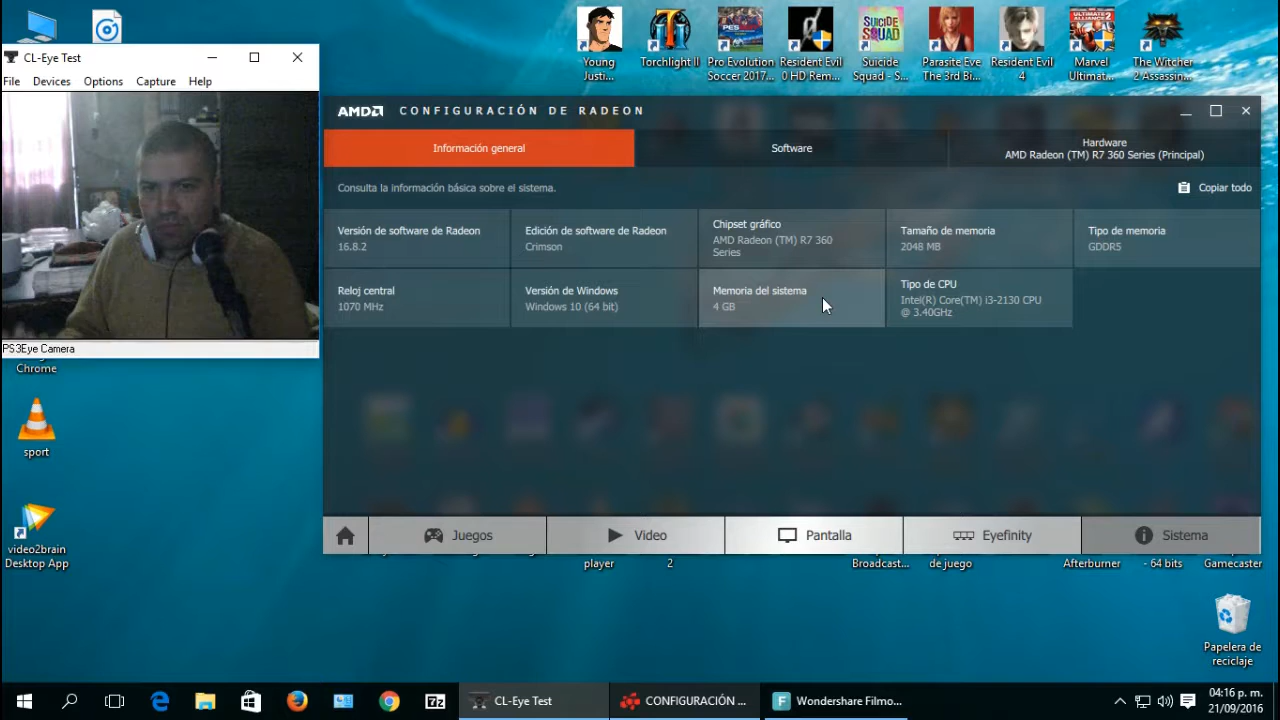 Young
Justi...
Torchlight II
Pro Evolution
Soccer 2017...
Resident Evil
0 HD Rem...
SUICIDE
SQUAD
Suicide
Squad - S...
Parasite Eve
The 3rd Bi...
Resident Evil
4
Marvel
Ultimat...
The Witcher
2 Assassin...
CL-Eye Test
File Devices Options Capture Help
PS3Eye Camera
Chrome
sport
video2brain
Desktop App
AMD CONFIGURACIÓN DE RADEON
Información general
Software
Hardware
AMD Radeon (TM) R7 360 Series (Principal)
Consulta la información básica sobre el sistema.
Copiar todo
Versión de software de Radeon
16.8.2
Edición de software de Radeon
Crimson
Chipset gráfico
AMD Radeon (TM) R7 360
Series
Tamaño de memoria
2048 MB
Tipo de memoria
GDDR5
Reloj central
1070 MHz
Versión de Windows
Windows 10 (64 bit)
Memoria del sistema
4 GB
Tipo de CPU
Intel(R) Core(TM) i3-2130 CPU
@ 3.40GHz
Juegos
Video
Pantalla
Eyefinity
Sistema
player
2
Broadcast...
de juego
Afterburner
- 64 bits
Gamecaster
Papelera de
reciclaje
7z
CL-Eye Test
CONFIGURACIÓN ...
Wondershare Filmo...
04:16 p. m.
21/09/2016